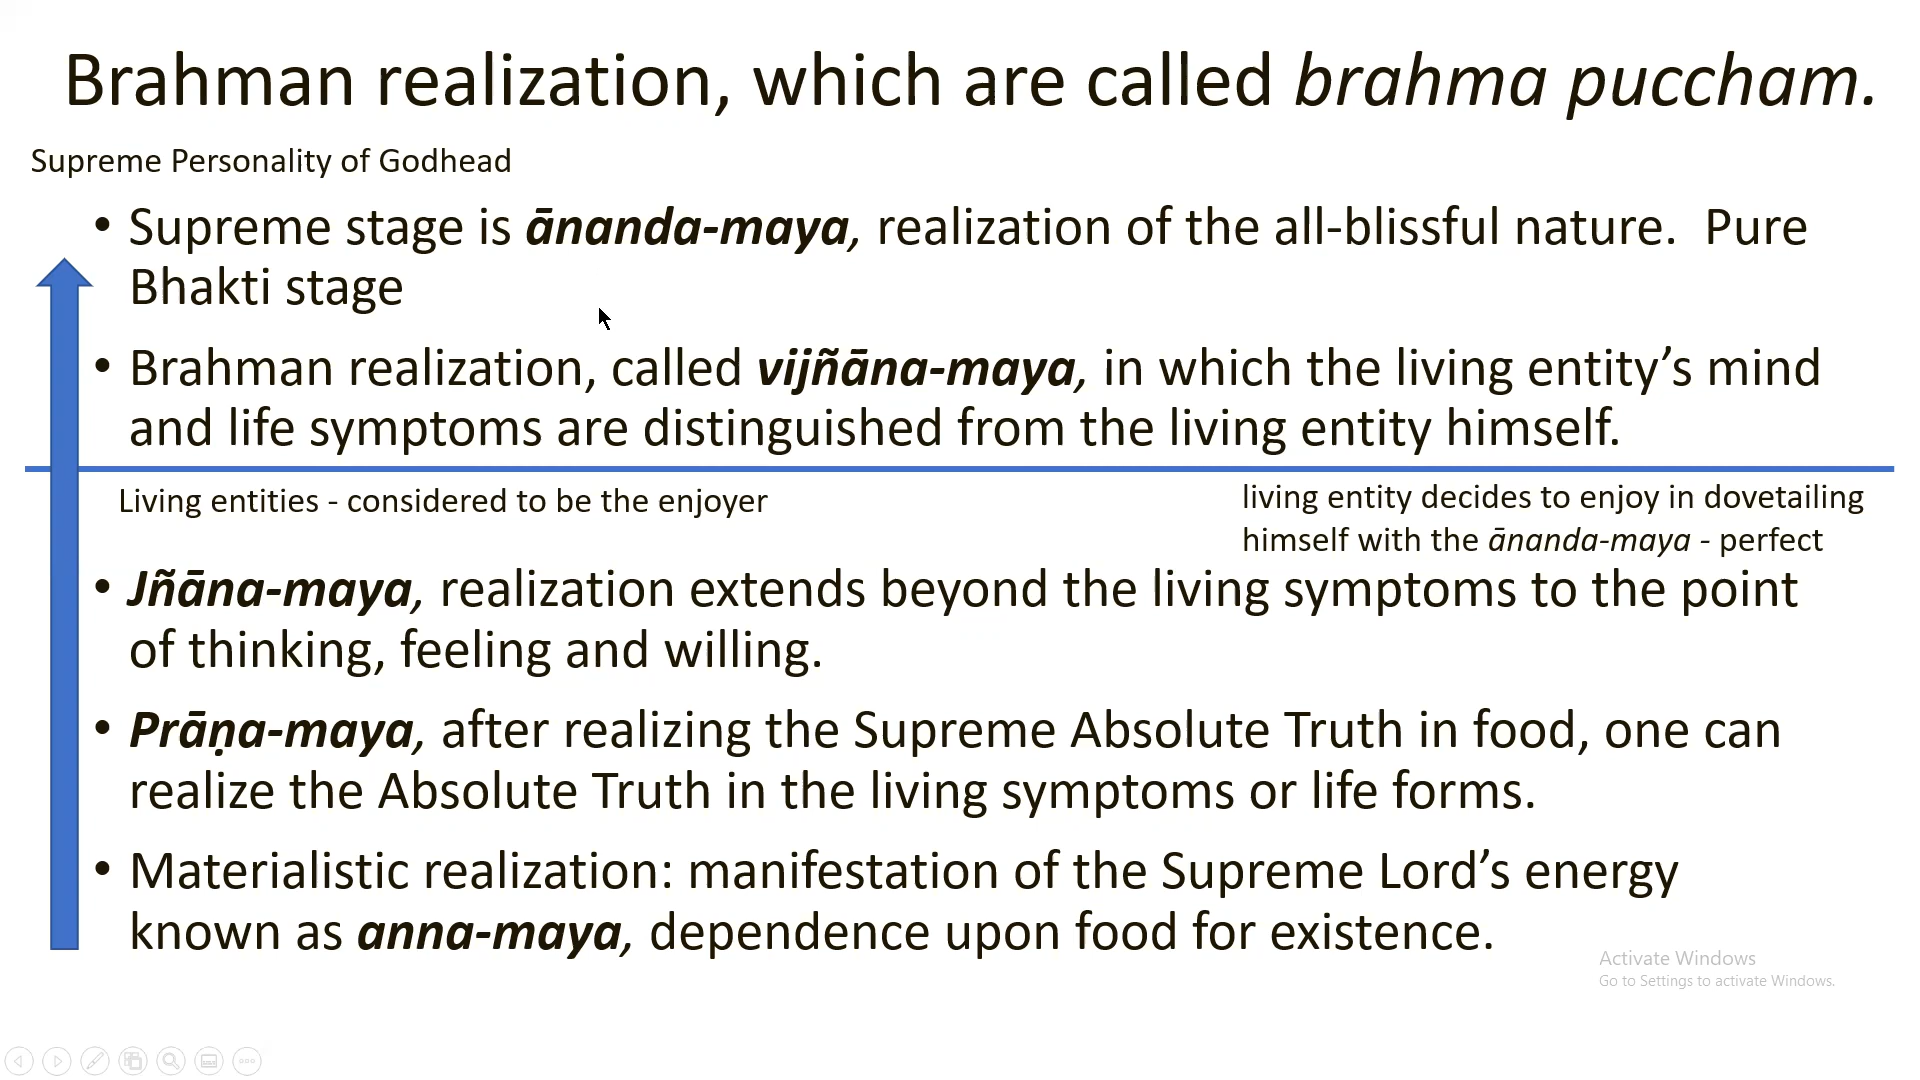 Brahman realization, which are called brahma puccham.
Supreme Personality of Godhead
• Supreme stage is ānanda-maya, realization of the all-blissful nature.  Pure
Bhakti stage
• Brahman realization, called vijñāna-maya, in which the living entity’s mind
and life symptoms are distinguished from the living entity himself.
Living entities - considered to be the enjoyer
living entity decides to enjoy in dovetailing
himself with the ānanda-maya - perfect
• Jñāna-maya, realization extends beyond the living symptoms to the point
of thinking, feeling and willing.
• Prāṇa-maya, after realizing the Supreme Absolute Truth in food, one can
realize the Absolute Truth in the living symptoms or life forms.
• Materialistic realization: manifestation of the Supreme Lord’s energy
known as anna-maya, dependence upon food for existence.
Activate Windows
Go to Settings to activate Windows.